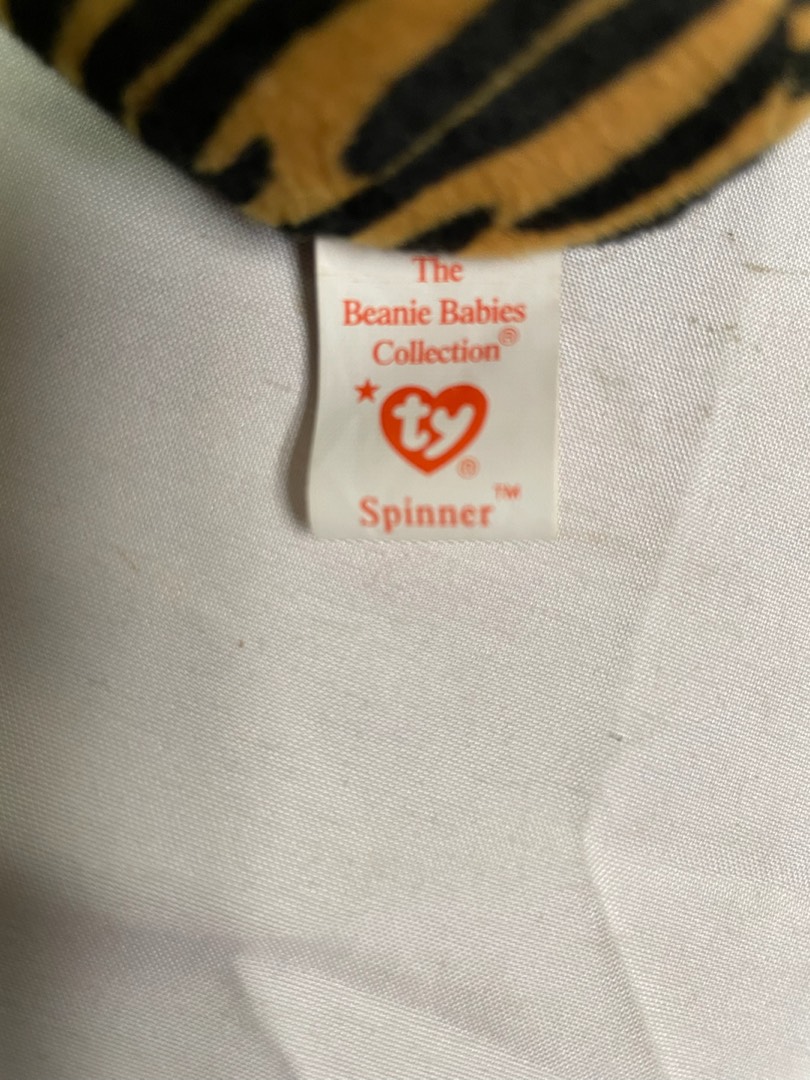 The
Beanie Babies
Collection®
ty®
Spinner™